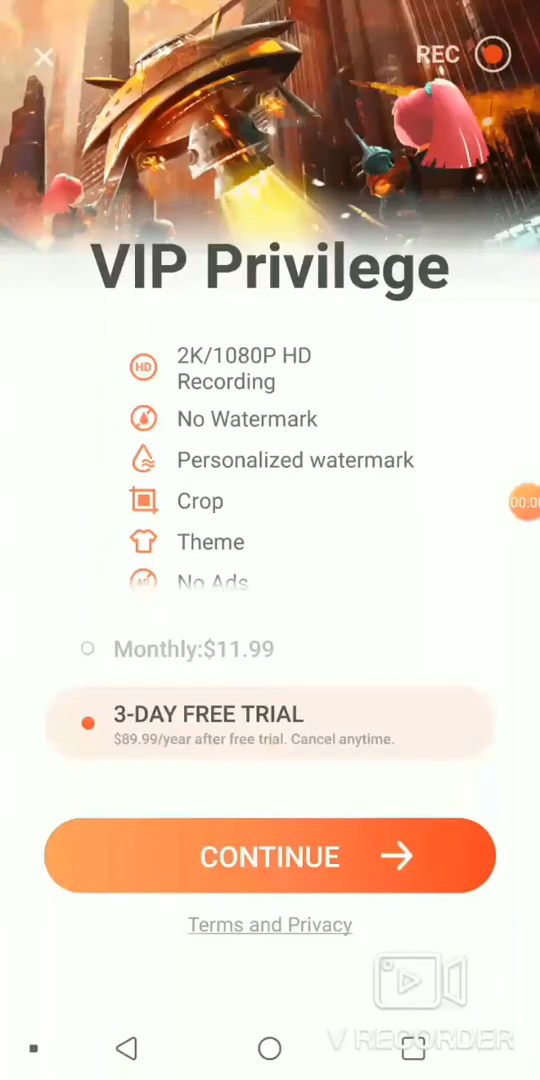 REC
VIP Privilege
HD
2K/1080P HD
Recording
No Watermark
Personalized watermark
Crop
Theme
No Ads
Monthly:$11.99
3-DAY FREE TRIAL
$89.99/year after free trial. Cancel anytime.
CONTINUE
Terms and Privacy
V RECORDER